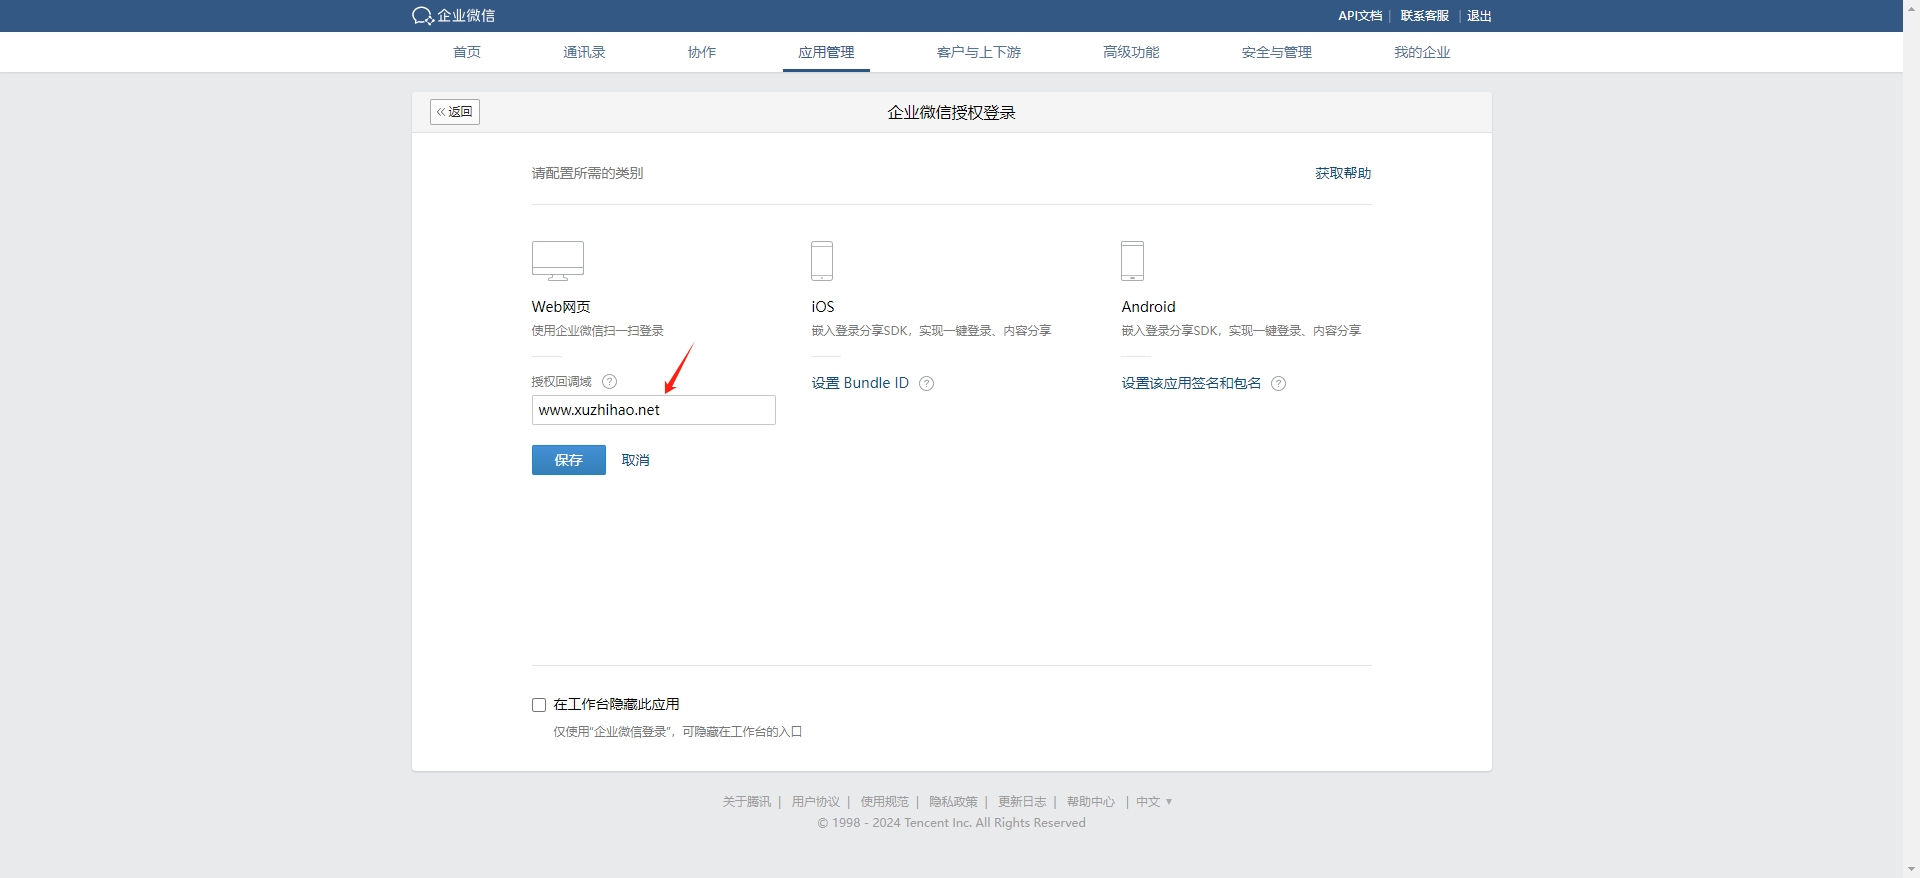 企业微信
API文档 | 联系客服 | 退出
首页 通讯录 协作 应用管理 客户与上下游 高级功能 安全与管理 我的企业
«返回
企业微信授权登录
请配置所需的类别
获取帮助
Web网页
使用企业微信扫一扫登录
授权回调域 ?
www.xuzhihao.net
保存 取消
iOS
嵌入登录分享SDK，实现一键登录、内容分享
设置 Bundle ID ?
Android
嵌入登录分享SDK，实现一键登录、内容分享
设置该应用签名和包名 ?
在工作台隐藏此应用
仅使用“企业微信登录”，可隐藏在工作台的入口
关于腾讯 | 用户协议 | 使用规范 | 隐私政策 | 更新日志 | 帮助中心 | 中文 ▼
© 1998 - 2024 Tencent Inc. All Rights Reserved